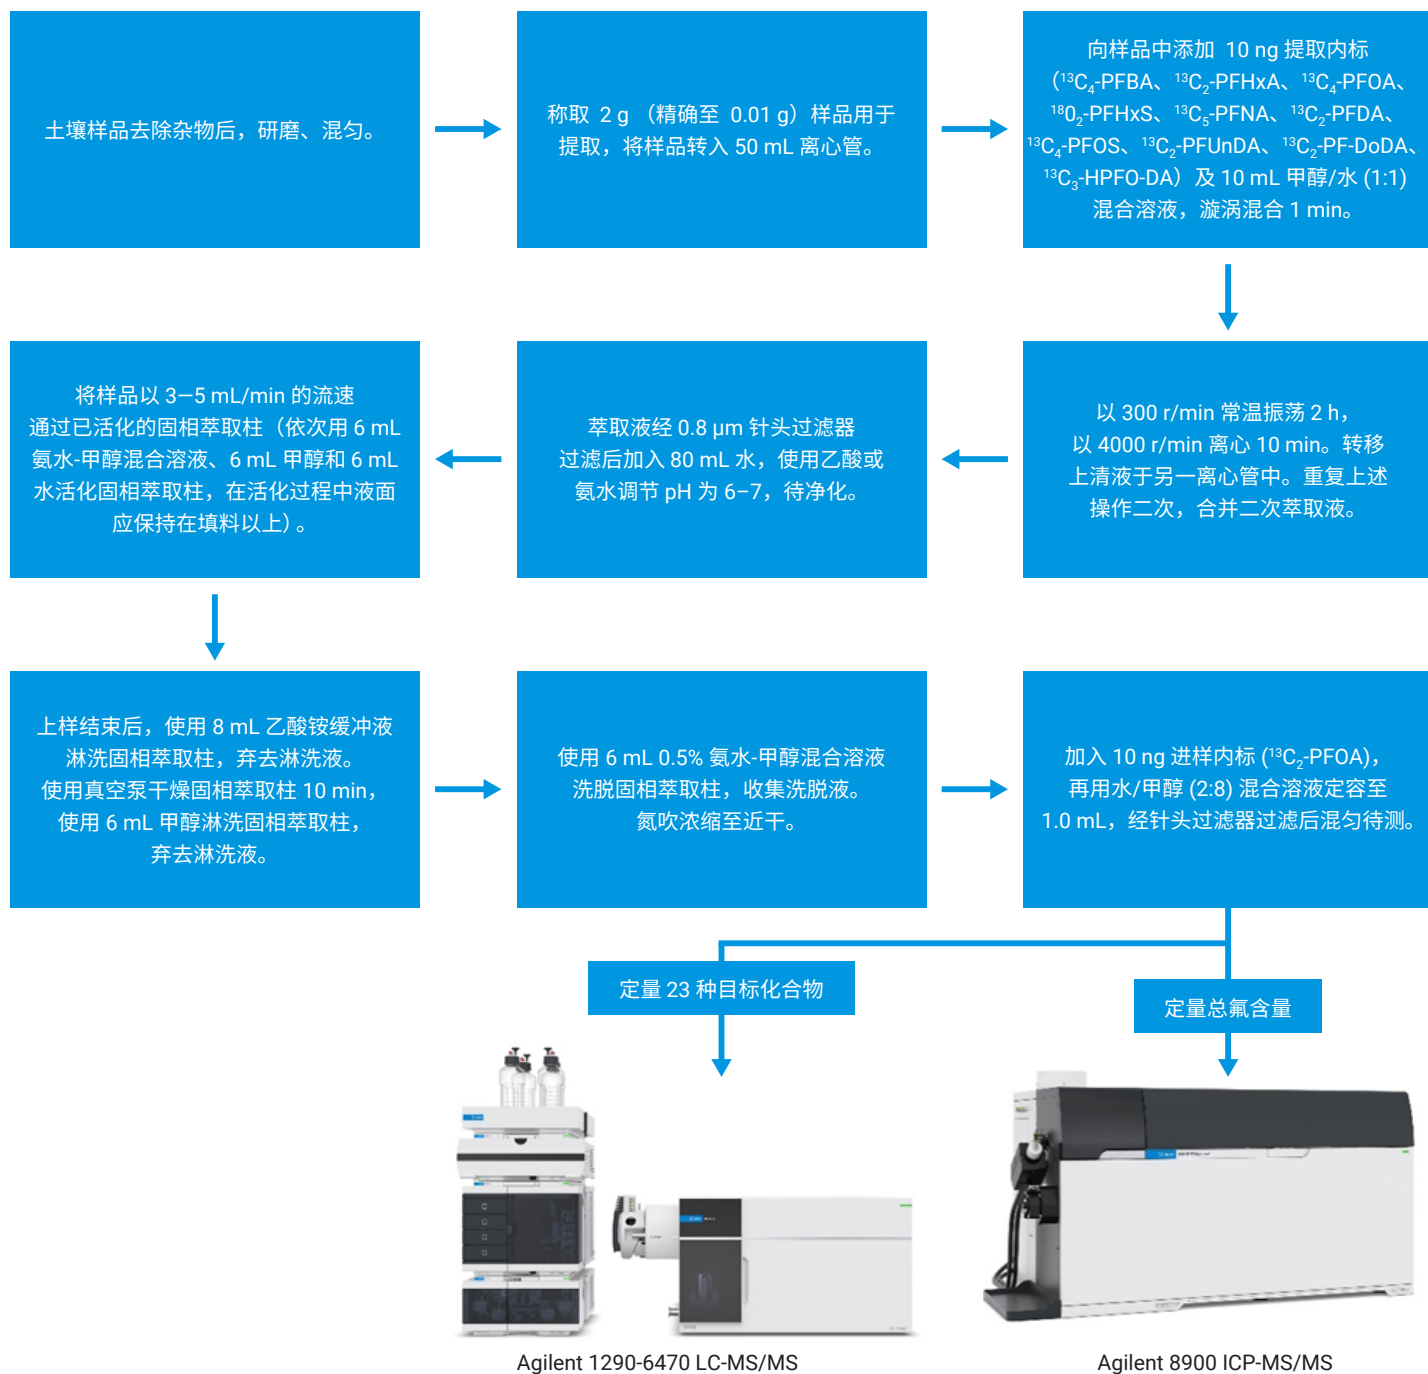 土壤样品去除杂物后，研磨、混匀。
称取 2 g （精确至 0.01 g）样品用于
提取，将样品转入 50 mL 离心管。
向样品中添加 10 ng 提取内标
（¹³C₄-PFBA、¹³C₂-PFHxA、¹³C₄-PFOA、
¹⁸0₂-PFHxS、¹³C₅-PFNA、¹³C₂-PFDA、
¹³C₄-PFOS、¹³C₂-PFUnDA、¹³C₂-PF-DoDA、
¹³C₃-HPFO-DA）及 10 mL 甲醇/水 (1:1)
混合溶液，漩涡混合 1 min。
以 300 r/min 常温振荡 2 h，
以 4000 r/min 离心 10 min。转移
上清液于另一离心管中。重复上述
操作二次，合并二次萃取液。
萃取液经 0.8 µm 针头过滤器
过滤后加入 80 mL 水，使用乙酸或
氨水调节 pH 为 6–7，待净化。
将样品以 3—5 mL/min 的流速
通过已活化的固相萃取柱（依次用 6 mL
氨水-甲醇混合溶液、6 mL 甲醇和 6 mL
水活化固相萃取柱，在活化过程中液面
应保持在填料以上）。
上样结束后，使用 8 mL 乙酸铵缓冲液
淋洗固相萃取柱，弃去淋洗液。
使用真空泵干燥固相萃取柱 10 min，
使用 6 mL 甲醇淋洗固相萃取柱，
弃去淋洗液。
使用 6 mL 0.5% 氨水-甲醇混合溶液
洗脱固相萃取柱，收集洗脱液。
氮吹浓缩至近干。
加入 10 ng 进样内标 (¹³C₂-PFOA)，
再用水/甲醇 (2:8) 混合溶液定容至
1.0 mL，经针头过滤器过滤后混匀待测。
定量 23 种目标化合物
定量总氟含量
Agilent 1290-6470 LC-MS/MS
Agilent 8900 ICP-MS/MS